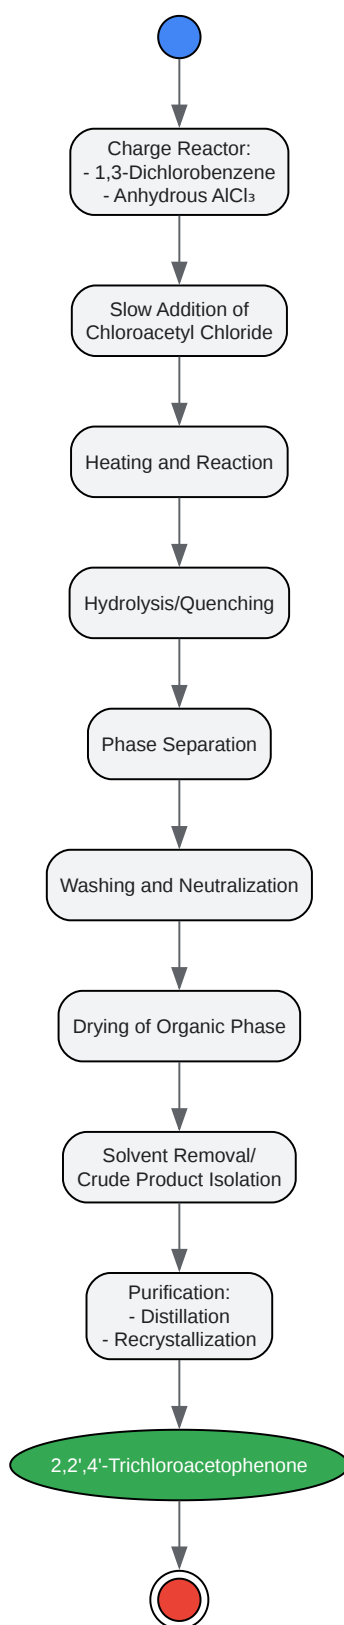 Charge Reactor:
- 1,3-Dichlorobenzene
- Anhydrous AlCl₃
Slow Addition of
Chloroacetyl Chloride
Heating and Reaction
Hydrolysis/Quenching
Phase Separation
Washing and Neutralization
Drying of Organic Phase
Solvent Removal/
Crude Product Isolation
Purification:
- Distillation
- Recrystallization
2,2',4'-Trichloroacetophenone